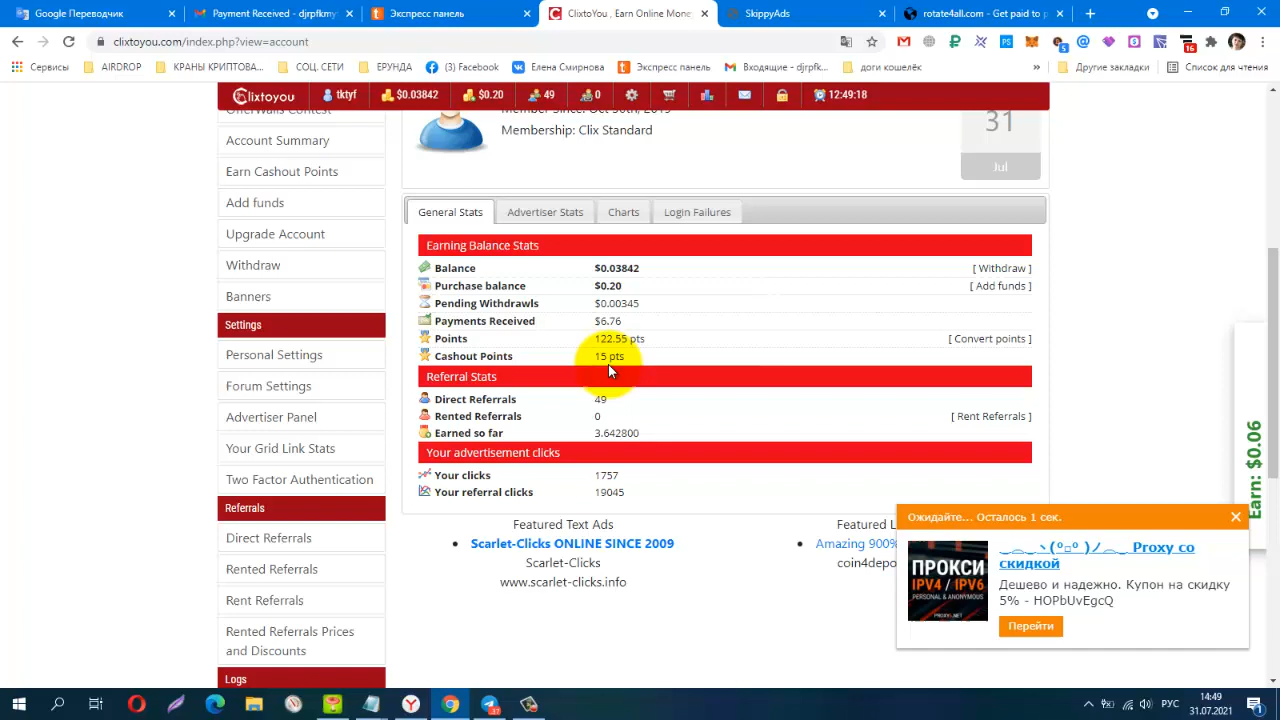 Google Переводчик
Payment Received - djrpfkmy
Экспресс панель
ClixtoYou , Earn Online Mone
SkippyAds
rotate4all.com - Get paid to p
clixtoyou.com/index.php?view=account
5
16
Сервисы
AIRDROP
КРАНЫ КРИПТОВА...
СОЦ. СЕТИ
ЕРУНДА
(3) Facebook
Елена Смирнова
Экспресс панель
Входящие - djrpfk...
доги кошелёк
»
Другие закладки
Список для чтения
Clixtoyou
tktyf
$0.03842
$0.20
49
0
12:49:18
Account Summary
Earn Cashout Points
Add funds
Upgrade Account
Withdraw
Banners
Settings
Personal Settings
Forum Settings
Advertiser Panel
Your Grid Link Stats
Two Factor Authentication
Referrals
Direct Referrals
Rented Referrals
Rent Referrals
Rented Referrals Prices
and Discounts
Logs
Membership: Clix Standard
31
Jul
General Stats
Advertiser Stats
Charts
Login Failures
Earning Balance Stats
Balance $0.03842 [ Withdraw ]
Purchase balance $0.20 [ Add funds ]
Pending Withdrawls $0.00345
Payments Received $6.76
Points 122.55 pts [ Convert points ]
Cashout Points 15 pts
Referral Stats
Direct Referrals 49
Rented Referrals 0 [ Rent Referrals ]
Earned so far 3.642800
Your advertisement clicks
Your clicks 1757
Your referral clicks 19045
Featured Text Ads
Scarlet-Clicks ONLINE SINCE 2009
Scarlet-Clicks
www.scarlet-clicks.info
Featured L
Amazing 900%
coin4depo
Earn: $0.06
Ожидайте... Осталось 1 сек.
Proxy со
скидкой
Дешево и надежно. Купон на скидку
5% - HOPbUvEgcQ
Перейти
ПРОКСИ
IPV4 / IPV6
PERSONAL & ANONYMOUS
РУС
14:49
31.07.2021